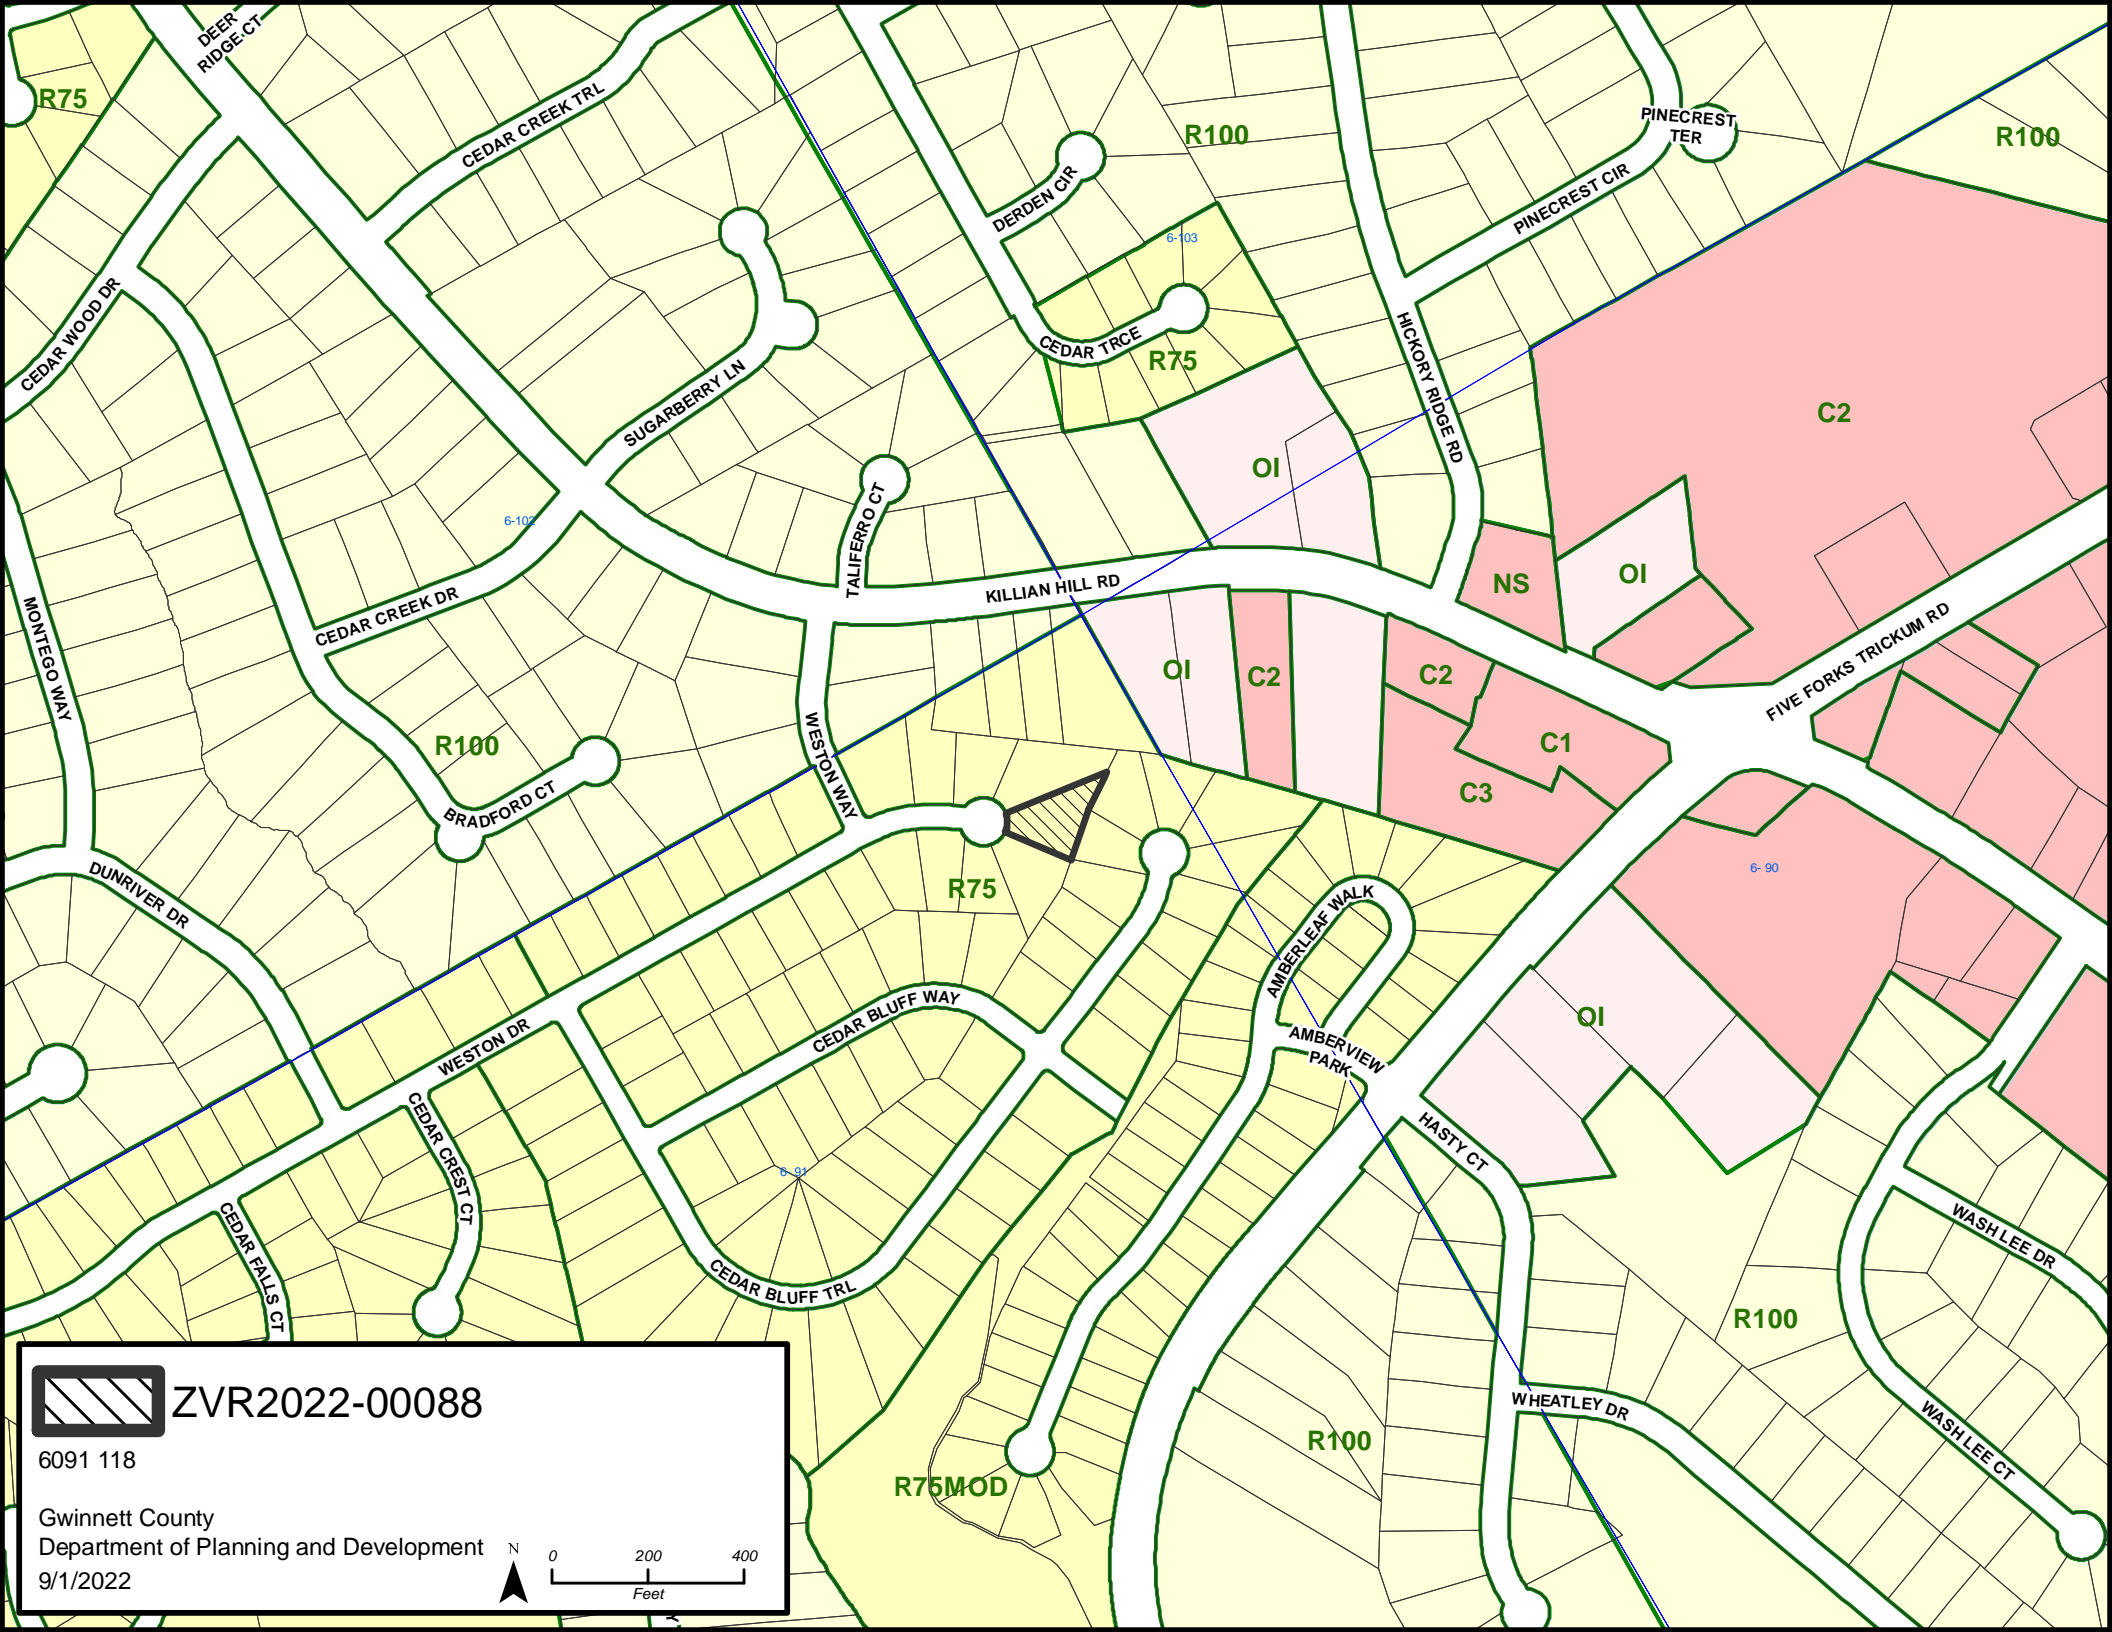 DEER
RIDGE CT
R75
CEDAR CREEK TRL
R100
PINECREST
TER
R100
DERDEN CIR
PINECREST CIR
6-103
CEDAR WOOD DR
CEDAR TRCE
R75
HICKORY RIDGE RD
SUGARBERRY LN
C2
OI
6-102
TALIFERRO CT
NS
OI
KILLIAN HILL RD
CEDAR CREEK DR
MONTEGO WAY
OI
C2
C2
FIVE FORKS TRICKUM RD
R100
WESTON WAY
C1
C3
BRADFORD CT
DUNRIVER DR
R75
6- 90
AMBERLEAF WALK
OI
CEDAR BLUFF WAY
WESTON DR
AMBERVIEW
PARK
CEDAR CREST CT
HASTY CT
6- 91
CEDAR FALLS CT
WASH LEE DR
CEDAR BLUFF TRL
R100
WHEATLEY DR
R100
WASH LEE CT
R75MOD
ZVR2022-00088
6091 118
Gwinnett County
Department of Planning and Development
9/1/2022
N
0 200 400
Feet